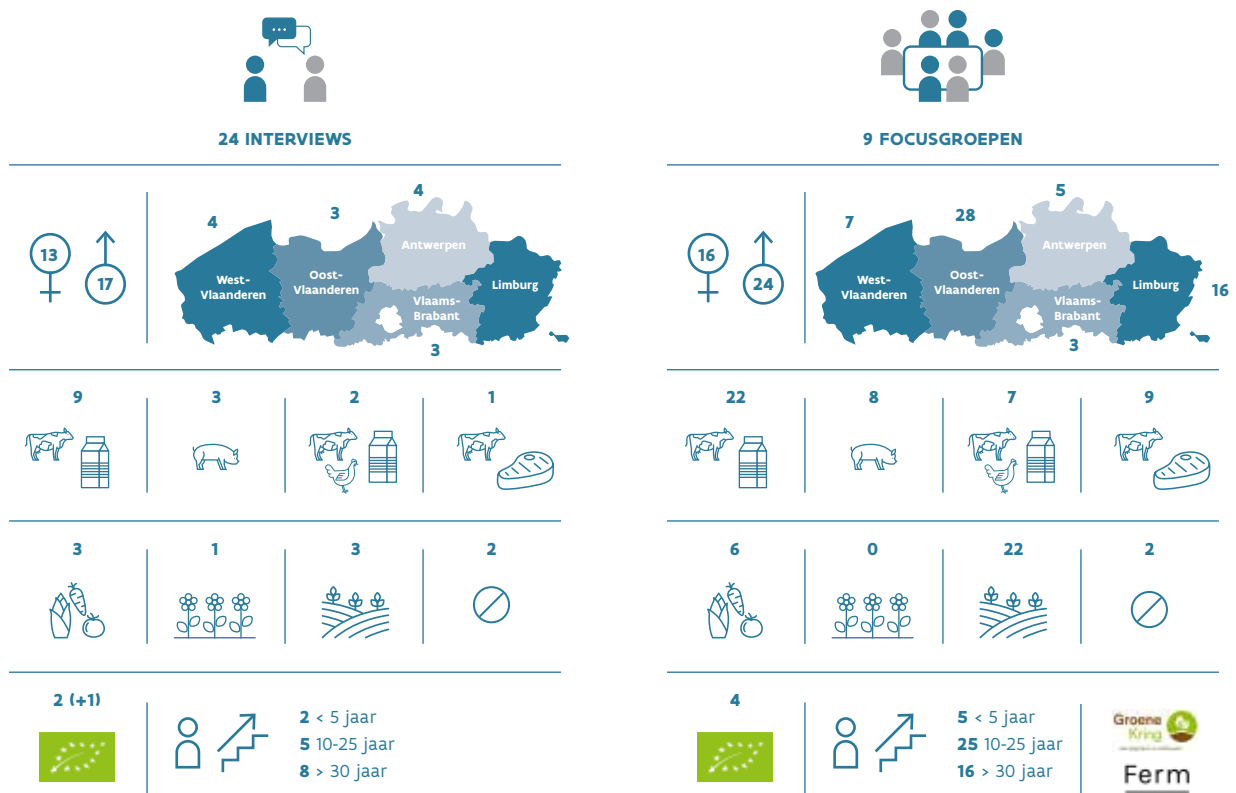 24 INTERVIEWS
13
17
4
3
4
West-
Vlaanderen
Oost-
Vlaanderen
Antwerpen
Vlaams-
Brabant
Limburg
3
9
3
2
1
3
1
3
2
2 (+1)
2 < 5 jaar
5 10-25 jaar
8 > 30 jaar
9 FOCUSGROEPEN
16
24
7
28
5
West-
Vlaanderen
Oost-
Vlaanderen
Antwerpen
Vlaams-
Brabant
Limburg
16
3
22
8
7
9
6
0
22
2
4
5 < 5 jaar
25 10-25 jaar
16 > 30 jaar
Groene
Kring
Ferm